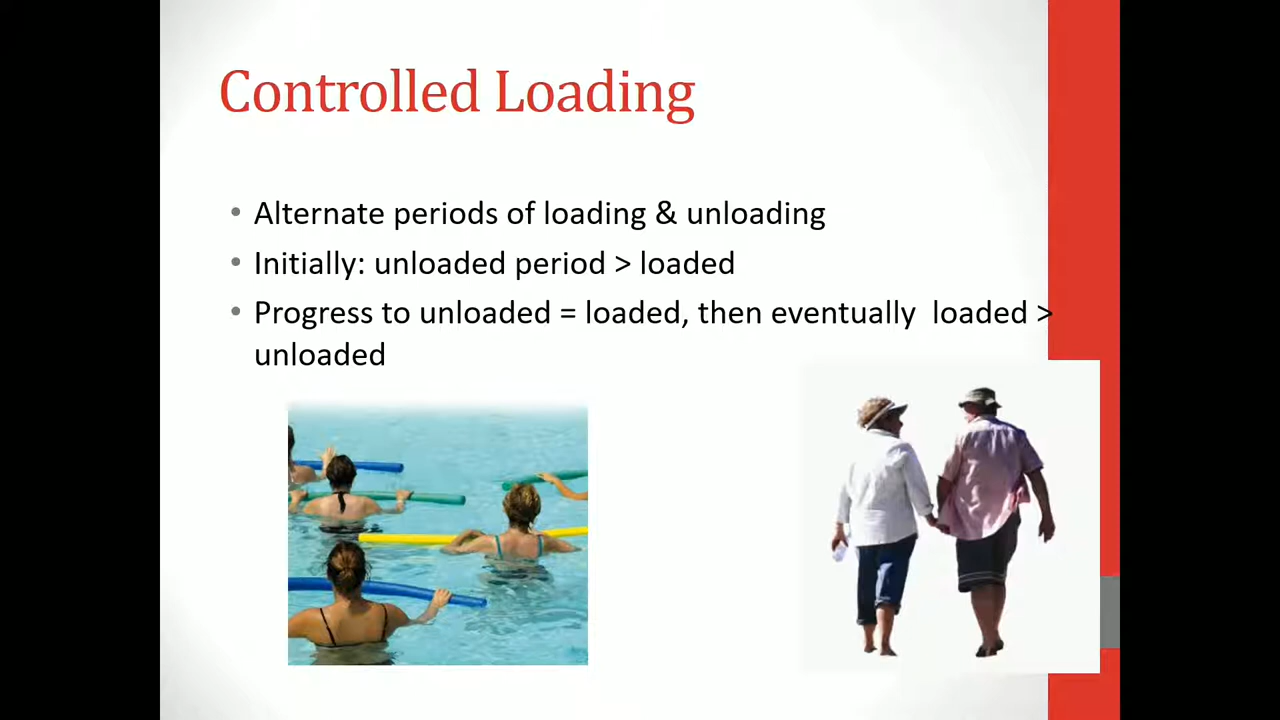 Controlled Loading
• Alternate periods of loading & unloading
• Initially: unloaded period > loaded
• Progress to unloaded = loaded, then eventually  loaded >
unloaded